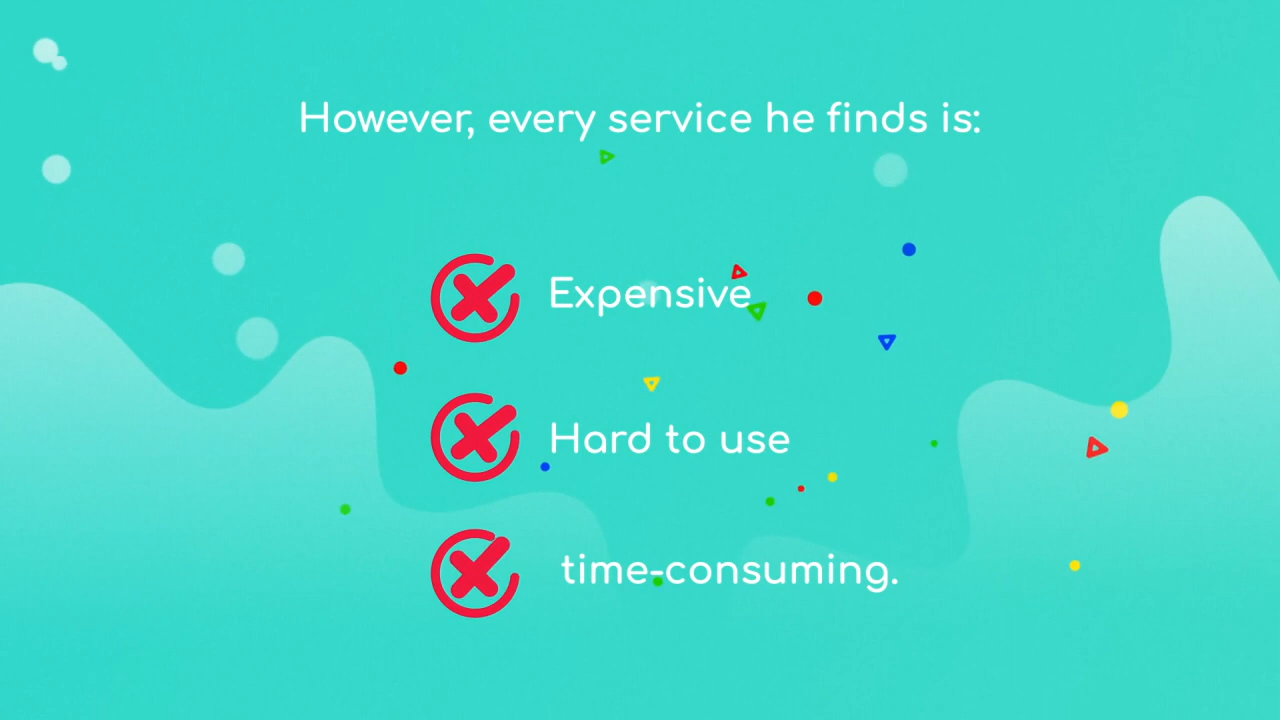 However, every service he finds is:
Expensive
Hard to use
time-consuming.